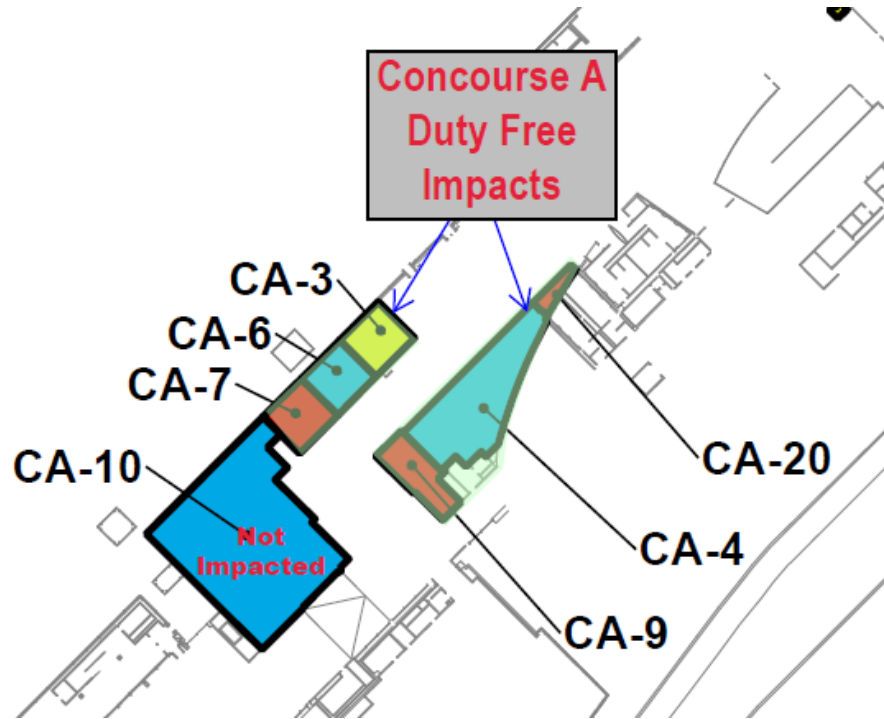 Concourse A
Duty Free
Impacts
CA-3
CA-6
CA-7
CA-10
Not
Impacted
CA-20
CA-4
CA-9